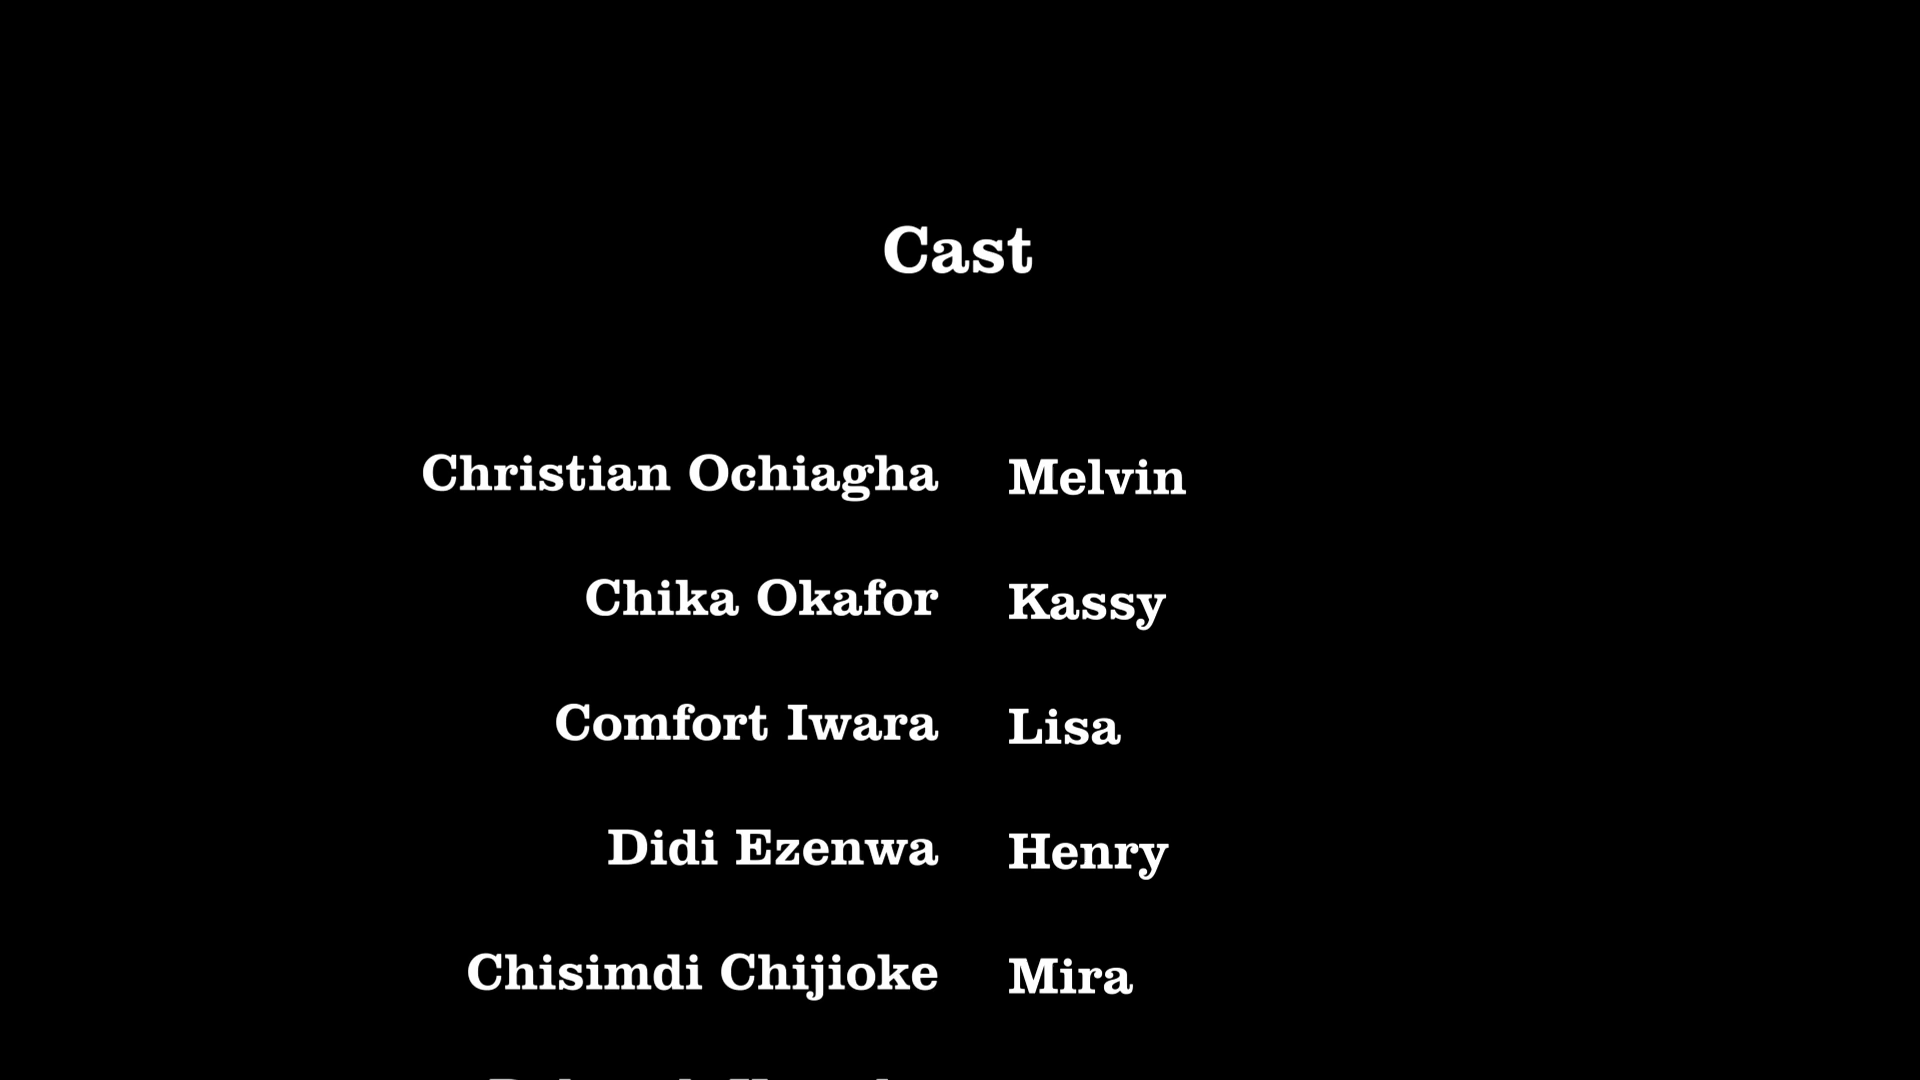 Cast
Christian Ochiagha Melvin
Chika Okafor Kassy
Comfort Iwara Lisa
Didi Ezenwa Henry
Chisimdi Chijioke Mira